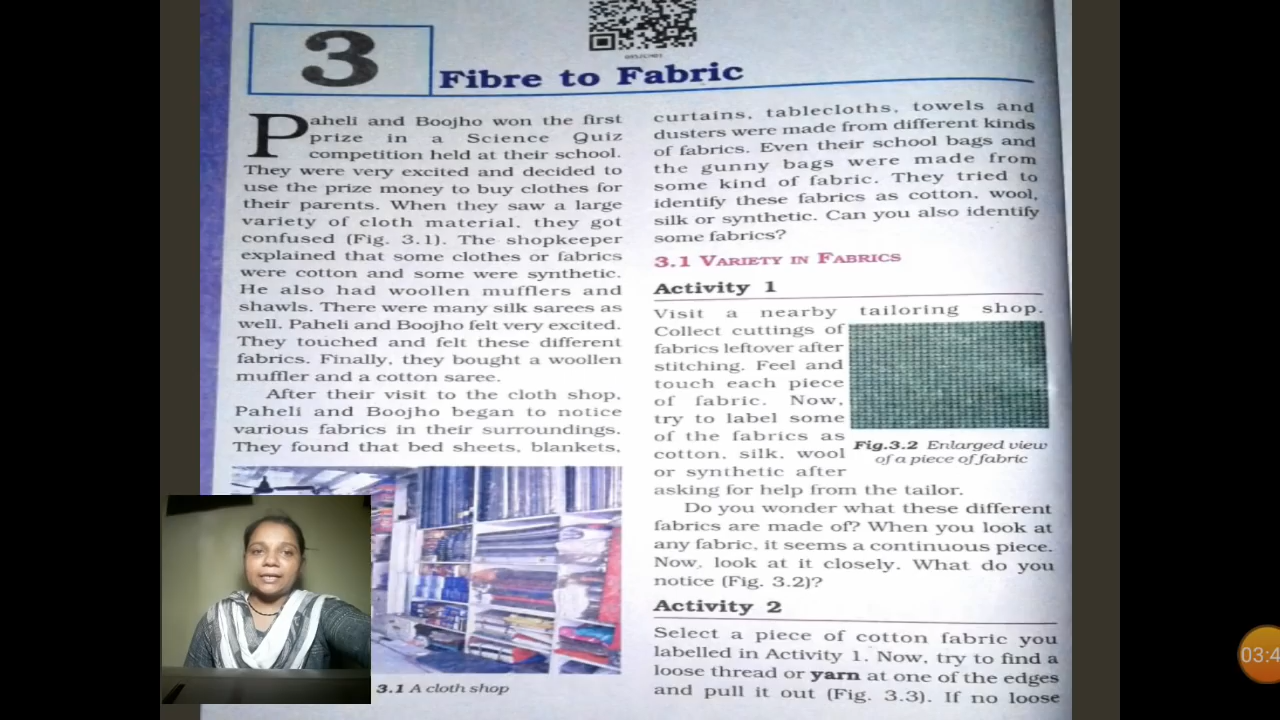 3
Fibre to Fabric
Paheli and Boojho won the first
prize in a Science Quiz
competition held at their school.
They were very excited and decided to
use the prize money to buy clothes for
their parents. When they saw a large
variety of cloth material, they got
confused (Fig. 3.1). The shopkeeper
explained that some clothes or fabrics
were cotton and some were synthetic.
He also had woollen mufflers and
shawls. There were many silk sarees as
well. Paheli and Boojho felt very excited.
They touched and felt these different
fabrics. Finally, they bought a woollen
muffler and a cotton saree.
After their visit to the cloth shop,
Paheli and Boojho began to notice
various fabrics in their surroundings.
They found that bed sheets, blankets,
3.1 A cloth shop
curtains, tablecloths, towels and
dusters were made from different kinds
of fabrics. Even their school bags and
the gunny bags were made from
some kind of fabric. They tried to
identify these fabrics as cotton, wool,
silk or synthetic. Can you also identify
some fabrics?
3.1 VARIETY IN FABRICS
Activity 1
Visit a nearby tailoring shop.
Collect cuttings of
fabrics leftover after
stitching. Feel and
touch each piece
of fabric. Now,
try to label some
of the fabrics as
cotton, silk, wool
or synthetic after
asking for help from the tailor.
Fig.3.2 Enlarged view
of a piece of fabric
Do you wonder what these different
fabrics are made of? When you look at
any fabric, it seems a continuous piece.
Now, look at it closely. What do you
notice (Fig. 3.2)?
Activity 2
Select a piece of cotton fabric you
labelled in Activity 1. Now, try to find a
loose thread or yarn at one of the edges
and pull it out (Fig. 3.3). If no loose
03:4